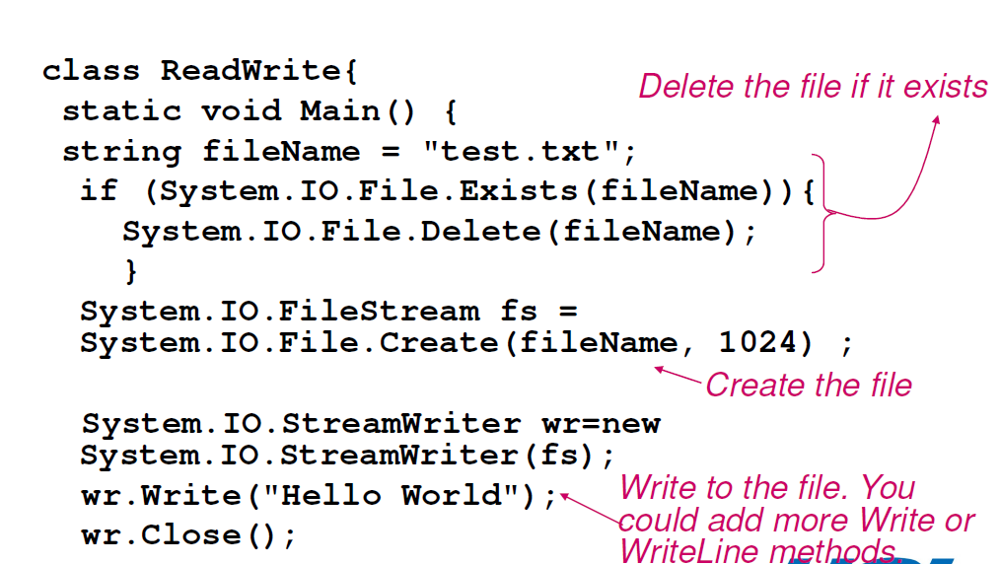 class ReadWrite{
Delete the file if it exists
static void Main() {
string fileName = "test.txt";
if (System.IO.File.Exists(fileName)){
System.IO.File.Delete(fileName);
}
System.IO.FileStream fs =
System.IO.File.Create(fileName, 1024) ;
Create the file
System.IO.StreamWriter wr=new
System.IO.StreamWriter(fs);
wr.Write("Hello World");
Write to the file. You
could add more Write or
WriteLine methods.
wr.Close();